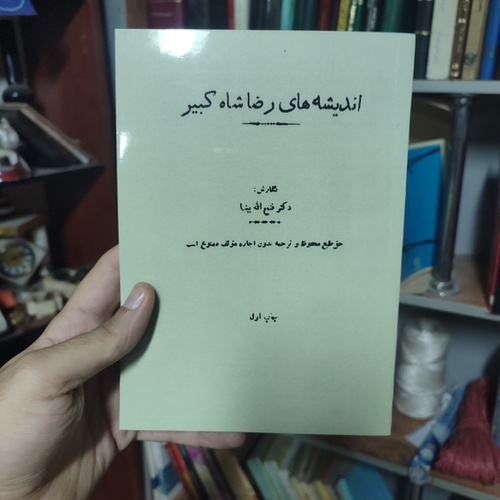 اندیشه های رضا شاه کبیر
نگارش:
دکتر فتح الله بینا
حق طبع محفوظ و ترجمه بدون اجازه مؤلف ممنوع است
چاپ اول